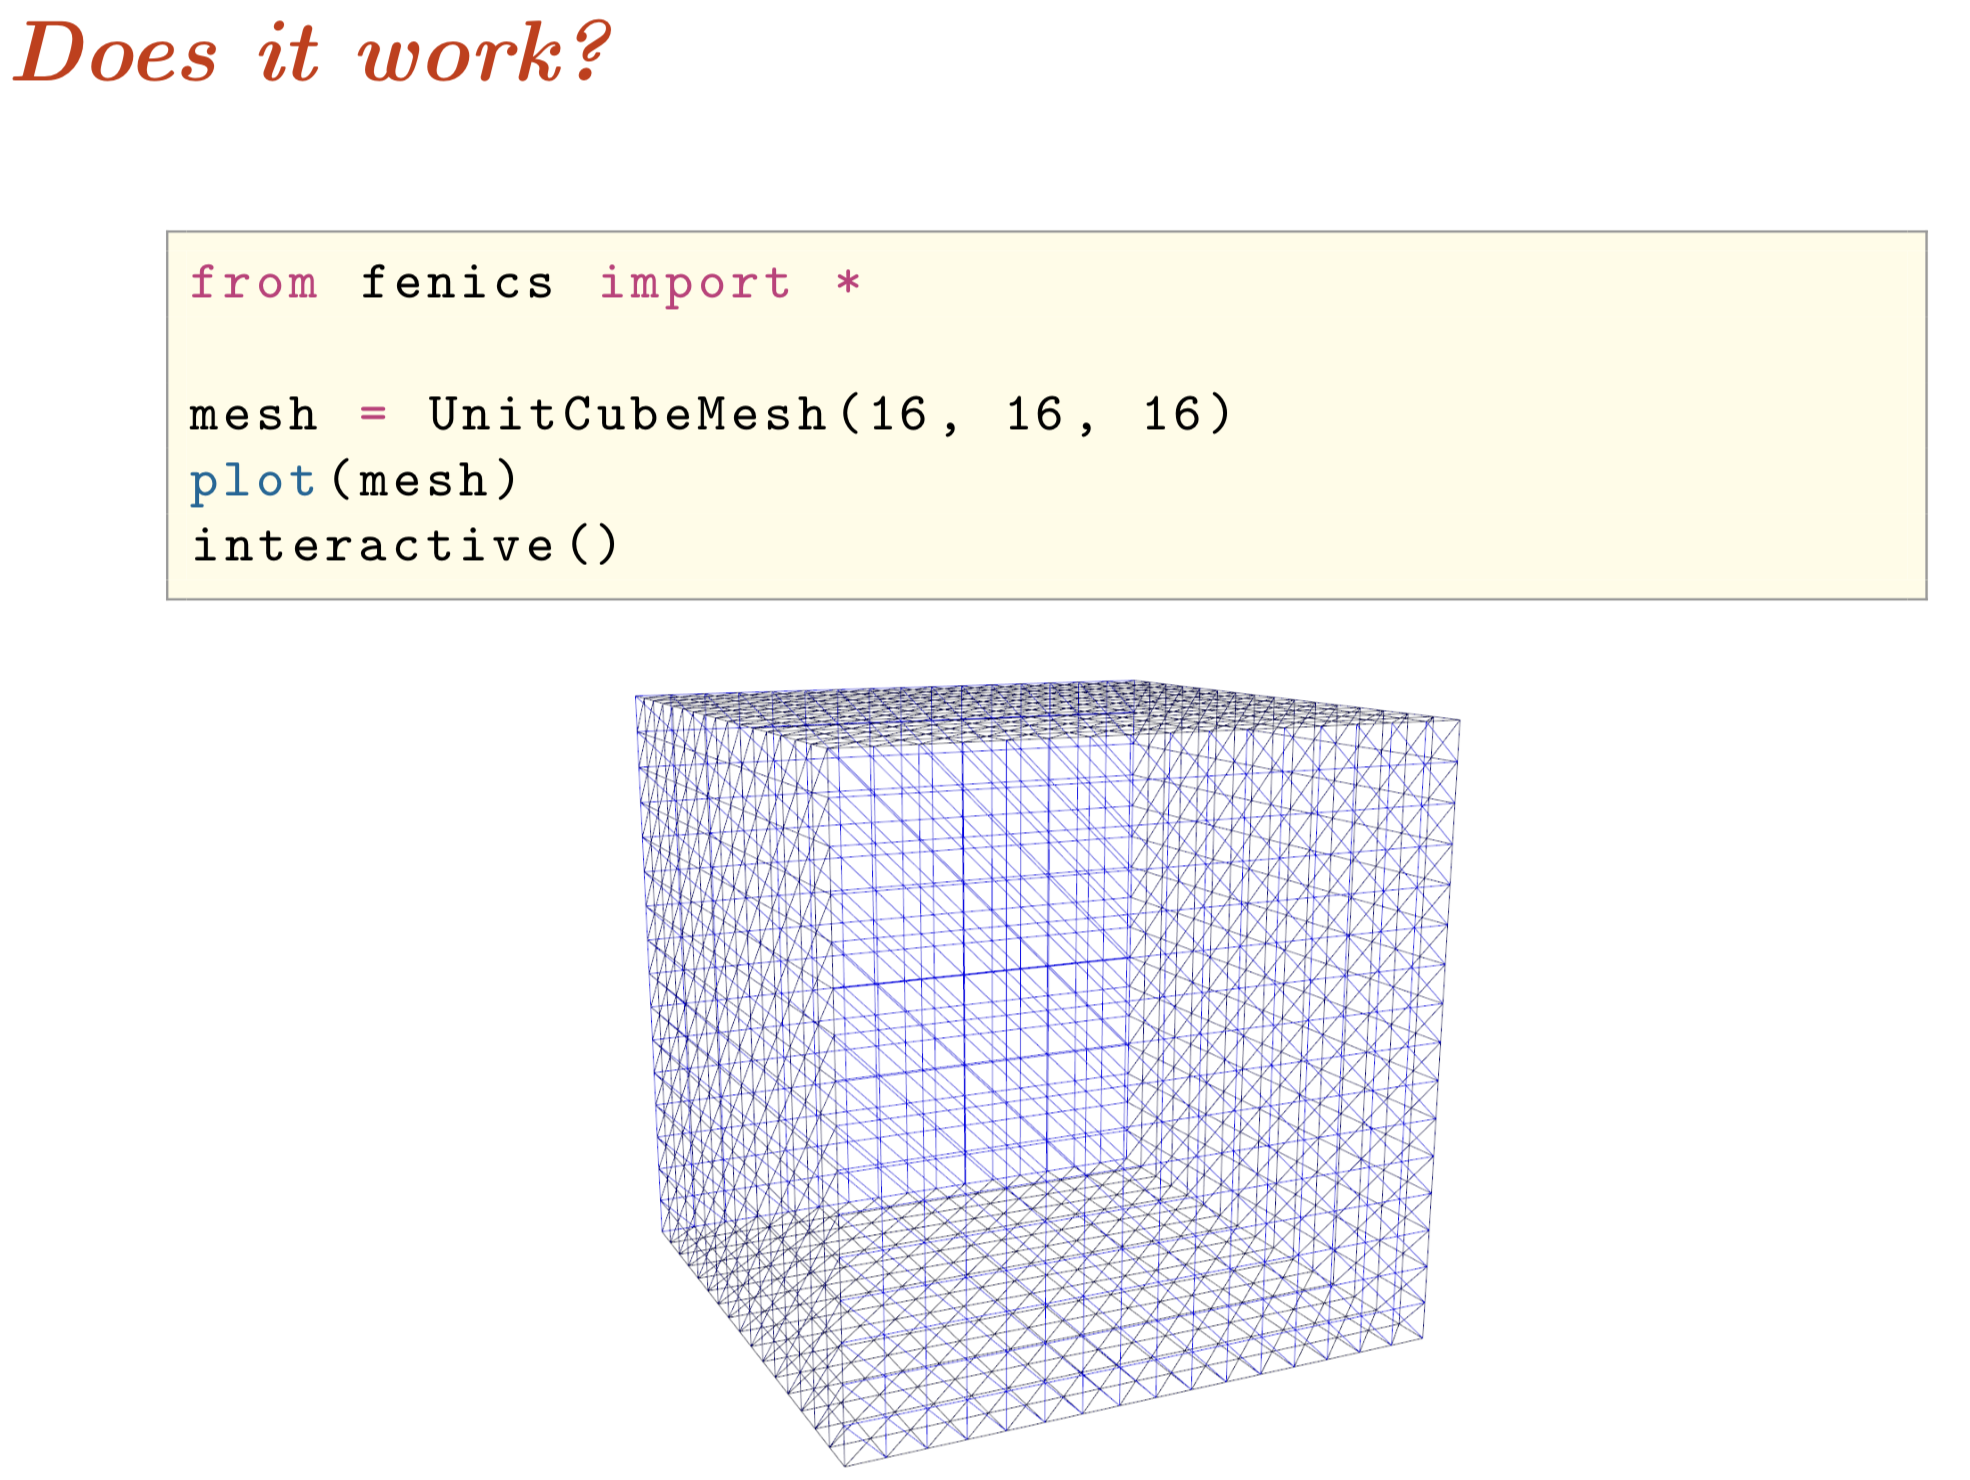 Does it work?
from fenics import *
mesh = UnitCubeMesh(16, 16, 16)
plot(mesh)
interactive()